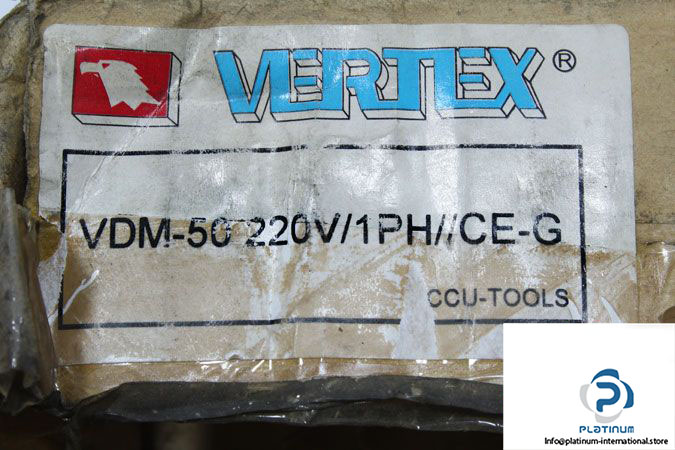 VERTEX®
VDM-50 220V/1PH//CE-G
CCU-TOOLS
PLATINUM
Info@platinum-international.store